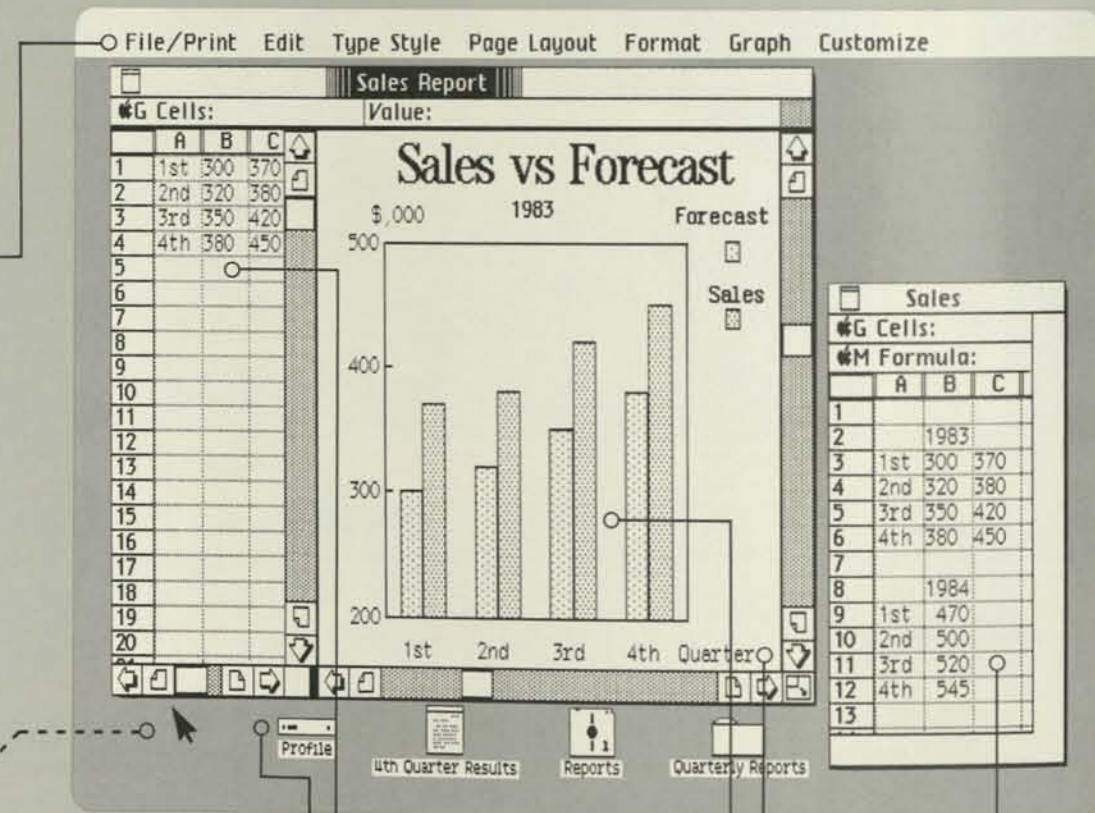 File/Print Edit Type Style Page Layout Format Graph Customize
Sales Report
G Cells: Value:
A B C
1 1st 300 370
2 2nd 320 380
3 3rd 350 420
4 4th 380 450
5
6
7
8
9
10
11
12
13
14
15
16
17
18
19
20
Sales vs Forecast
$,000 1983 Forecast
Sales
500
400
300
200
1st 2nd 3rd 4th Quarter
Sales
G Cells:
M Formula:
A B C
1
2 1983
3 1st 300 370
4 2nd 320 380
5 3rd 350 420
6 4th 380 450
7
8 1984
9 1st 470
10 2nd 500
11 3rd 520
12 4th 545
13
Profile
4th Quarter Results
Reports
Quarterly Reports